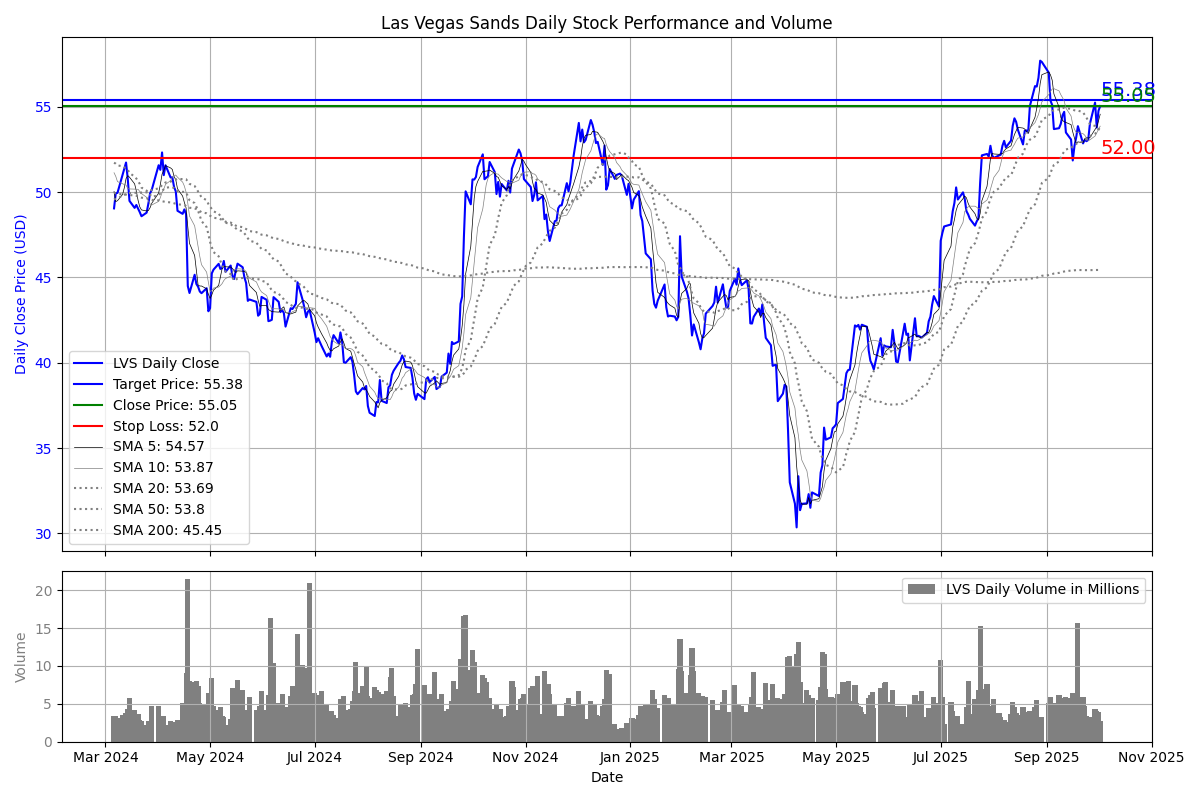 Las Vegas Sands Daily Stock Performance and Volume
Daily Close Price (USD)
55
50
45
40
35
30
55.38
55.05
52.00
LVS Daily Close
Target Price: 55.38
Close Price: 55.05
Stop Loss: 52.0
SMA 5: 54.57
SMA 10: 53.87
SMA 20: 53.69
SMA 50: 53.8
SMA 200: 45.45
Volume
20
15
10
5
0
LVS Daily Volume in Millions
Mar 2024 May 2024 Jul 2024 Sep 2024 Nov 2024 Jan 2025 Mar 2025 May 2025 Jul 2025 Sep 2025 Nov 2025
Date